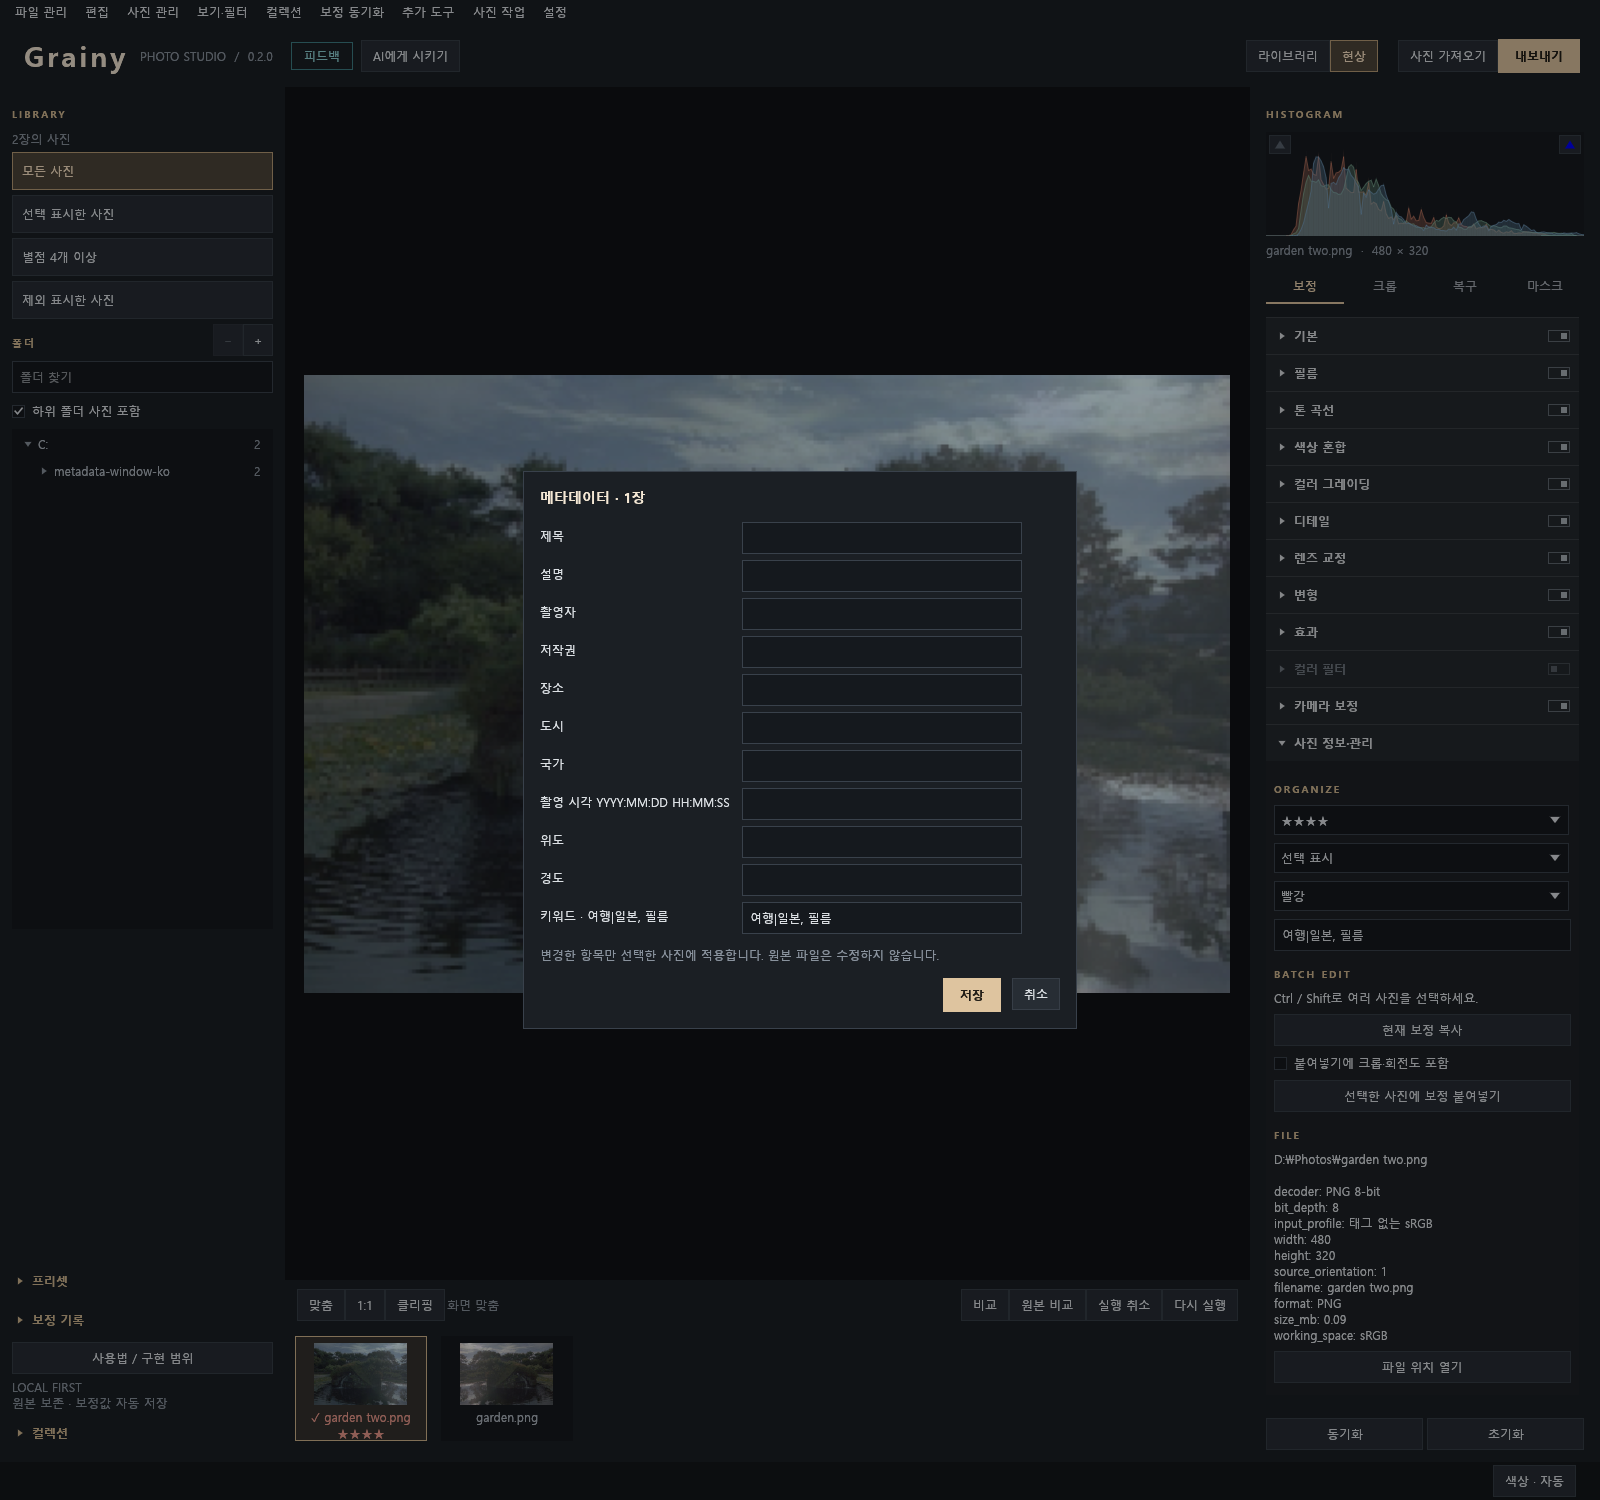 파일 관리 편집 사진 관리 보기·필터 컬렉션 보정 동기화 추가 도구 사진 작업 설정
Grainy PHOTO STUDIO / 0.2.0 피드백 AI에게 시키기 라이브러리 현상 사진 가져오기 내보내기
LIBRARY
2장의 사진
모든 사진
선택 표시한 사진
별점 4개 이상
제외 표시한 사진
폴더 − +
폴더 찾기
하위 폴더 사진 포함
C: 2
metadata-window-ko 2
프리셋
보정 기록
사용법 / 구현 범위
LOCAL FIRST
원본 보존 · 보정값 자동 저장
컬렉션
메타데이터 · 1장
제목
설명
촬영자
저작권
장소
도시
국가
촬영 시각 YYYY:MM:DD HH:MM:SS
위도
경도
키워드 · 여행|일본, 필름 여행|일본, 필름
변경한 항목만 선택한 사진에 적용합니다. 원본 파일은 수정하지 않습니다.
저장 취소
맞춤 1:1 클리핑 화면 맞춤 비교 원본 비교 실행 취소 다시 실행
✓ garden two.png
★★★★
garden.png
HISTOGRAM
garden two.png · 480 × 320
보정 크롭 복구 마스크
기본
필름
톤 곡선
색상 혼합
컬러 그레이딩
디테일
렌즈 교정
변형
효과
컬러 필터
카메라 보정
사진 정보·관리
ORGANIZE
★★★★
선택 표시
빨강
여행|일본, 필름
BATCH EDIT
Ctrl / Shift로 여러 사진을 선택하세요.
현재 보정 복사
붙여넣기에 크롭·회전도 포함
선택한 사진에 보정 붙여넣기
FILE
D:₩Photos₩garden two.png
decoder: PNG 8-bit
bit_depth: 8
input_profile: 태그 없는 sRGB
width: 480
height: 320
source_orientation: 1
filename: garden two.png
format: PNG
size_mb: 0.09
working_space: sRGB
파일 위치 열기
동기화 초기화
색상 · 자동